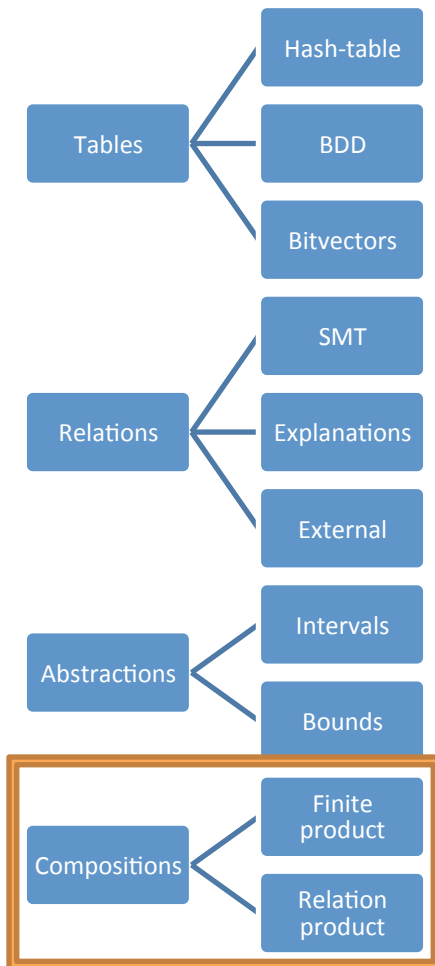 Hash-table
Tables
BDD
Bitvectors
SMT
Relations
Explanations
External
Intervals
Abstractions
Bounds
Finite
product
Compositions
Relation
product